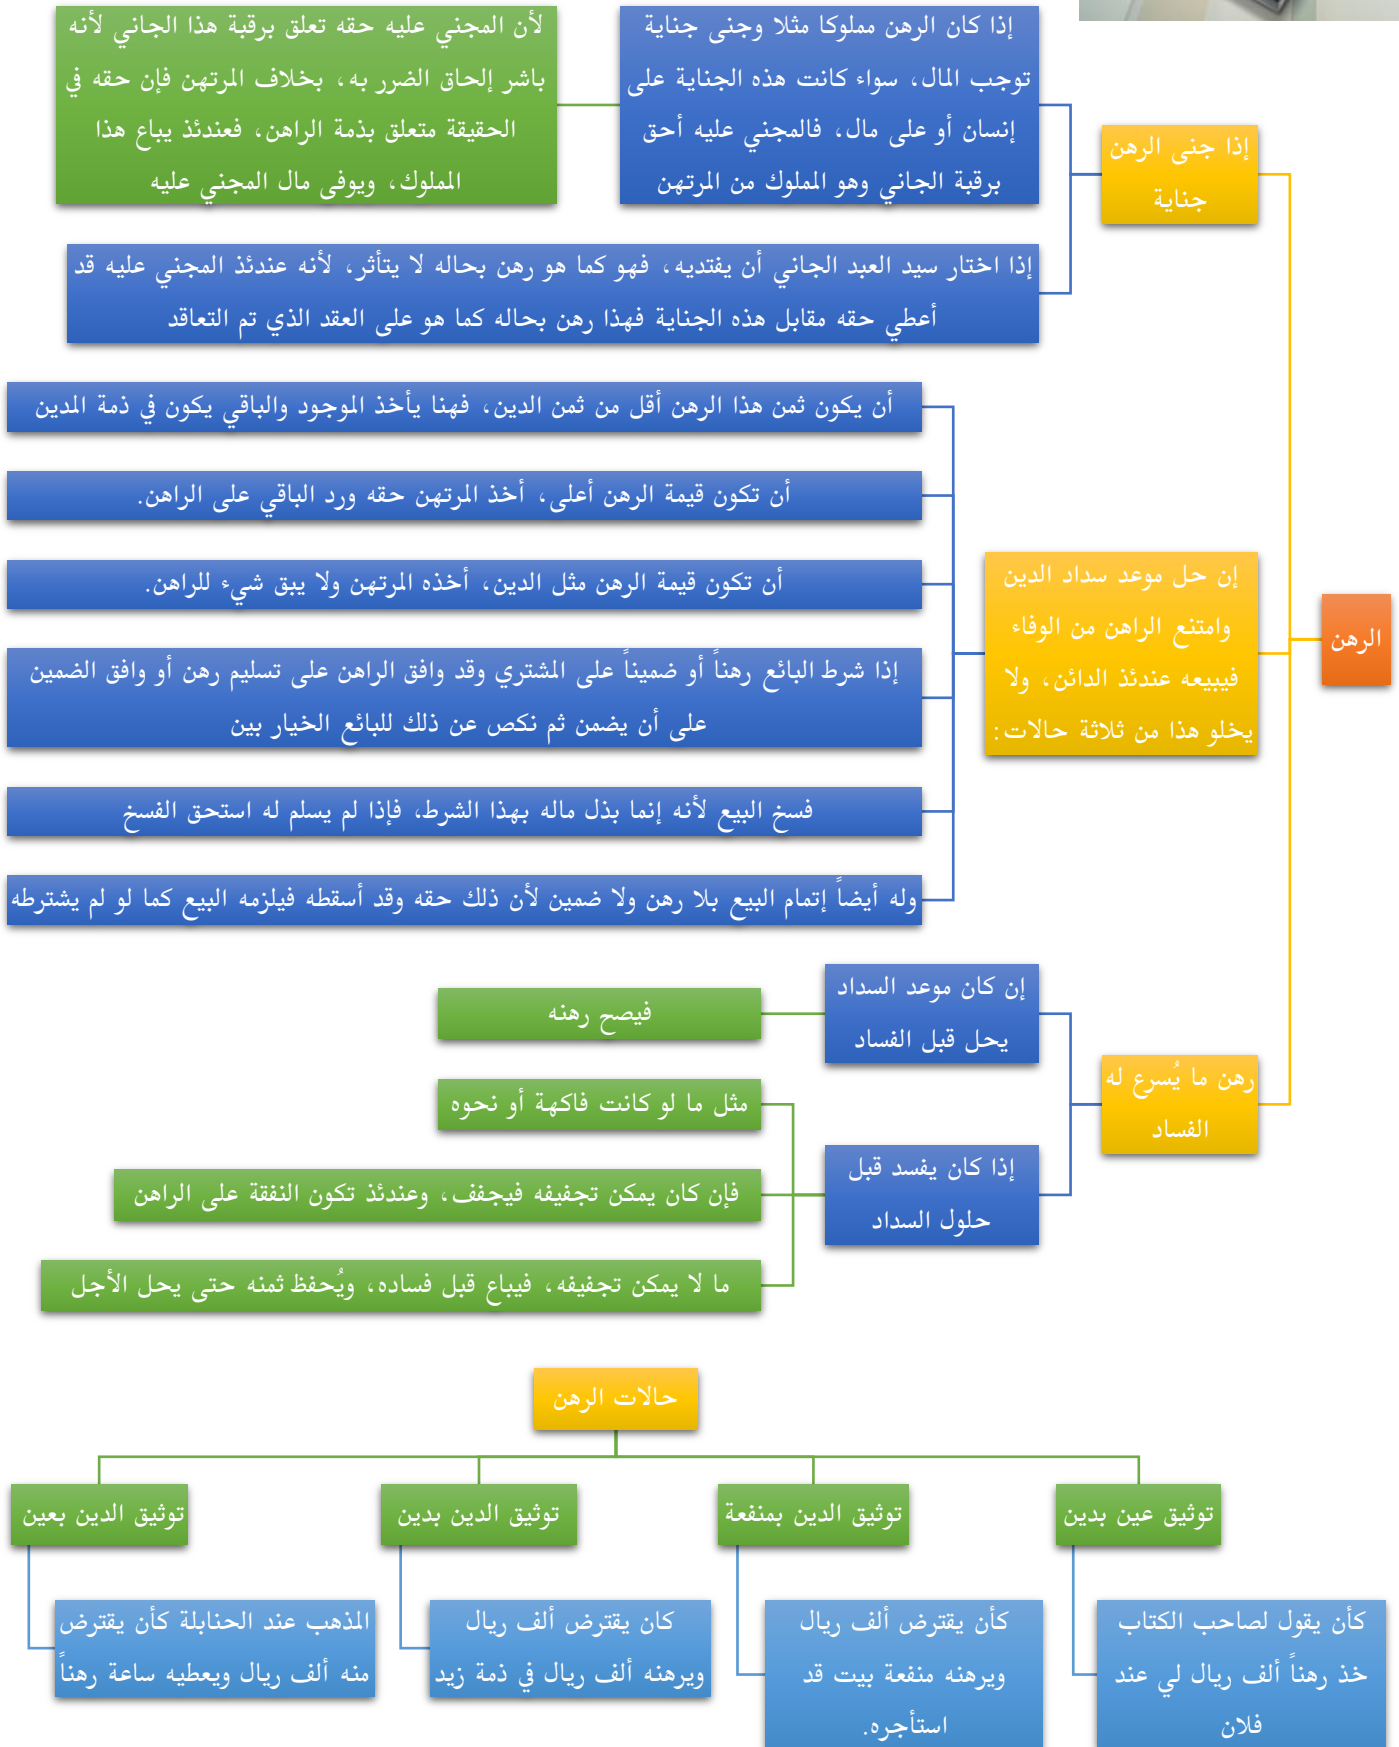 الرهن
إذا جنى الرهن
جناية
إذا كان الرهن مملوكا مثلا وجنى جناية
توجب المال، سواء كانت هذه الجناية على
إنسان أو على مال، فالمجني عليه أحق
برقبة الجاني وهو المملوك من المرتهن
لأن المجني عليه حقه تعلق برقبة هذا الجاني لأنه
باشر إلحاق الضرر به، بخلاف المرتهن فإن حقه في
الحقيقة متعلق بذمة الراهن، فعندئذ يباع هذا
المملوك، ويوفى مال المجني عليه
إذا اختار سيد العبد الجاني أن يفتديه، فهو كما هو رهن بحاله لا يتأثر، لأنه عندئذ المجني عليه قد
أعطي حقه مقابل هذه الجناية فهذا رهن بحاله كما هو على العقد الذي تم التعاقد
إن حل موعد سداد الدين
وامتنع الراهن من الوفاء
فيبيعه عندئذ الدائن، ولا
يخلو هذا من ثلاثة حالات:
أن يكون ثمن هذا الرهن أقل من ثمن الدين، فهنا يأخذ الموجود والباقي يكون في ذمة المدين
أن تكون قيمة الرهن أعلى، أخذ المرتهن حقه ورد الباقي على الراهن.
أن تكون قيمة الرهن مثل الدين، أخذه المرتهن ولا يبق شيء للراهن.
إذا شرط البائع رهناً أو ضميناً على المشتري وقد وافق الراهن على تسليم رهن أو وافق الضمين
على أن يضمن ثم نكص عن ذلك للبائع الخيار بين
فسخ البيع لأنه إنما بذل ماله بهذا الشرط، فإذا لم يسلم له استحق الفسخ
وله أيضاً إتمام البيع بلا رهن ولا ضمين لأن ذلك حقه وقد أسقطه فيلزمه البيع كما لو لم يشترطه
رهن ما يُسرع له
الفساد
إن كان موعد السداد
يحل قبل الفساد
فيصح رهنه
إذا كان يفسد قبل
حلول السداد
مثل ما لو كانت فاكهة أو نحوه
فإن كان يمكن تجفيفه فيجفف، وعندئذ تكون النفقة على الراهن
ما لا يمكن تجفيفه، فيباع قبل فساده، ويُحفظ ثمنه حتى يحل الأجل
حالات الرهن
توثيق عين بدين
كأن يقول لصاحب الكتاب
خذ رهناً ألف ريال لي عند
فلان
توثيق الدين بمنفعة
كأن يقترض ألف ريال
ويرهنه منفعة بيت قد
استأجره.
توثيق الدين بدين
كان يقترض ألف ريال
ويرهنه ألف ريال في ذمة زيد
توثيق الدين بعين
المذهب عند الحنابلة كأن يقترض
منه ألف ريال ويعطيه ساعة رهناً